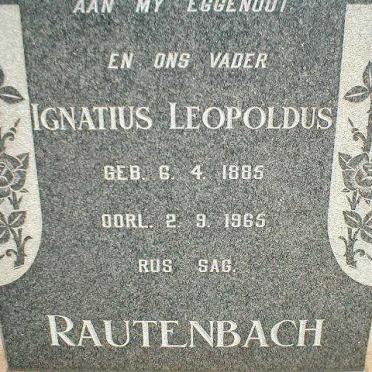 AAN MY EGGENOOT
EN ONS VADER
IGNATIUS LEOPOLDUS
GEB. 6. 4. 1885
OORL. 2. 9. 1965
RUS SAG.
RAUTENBACH